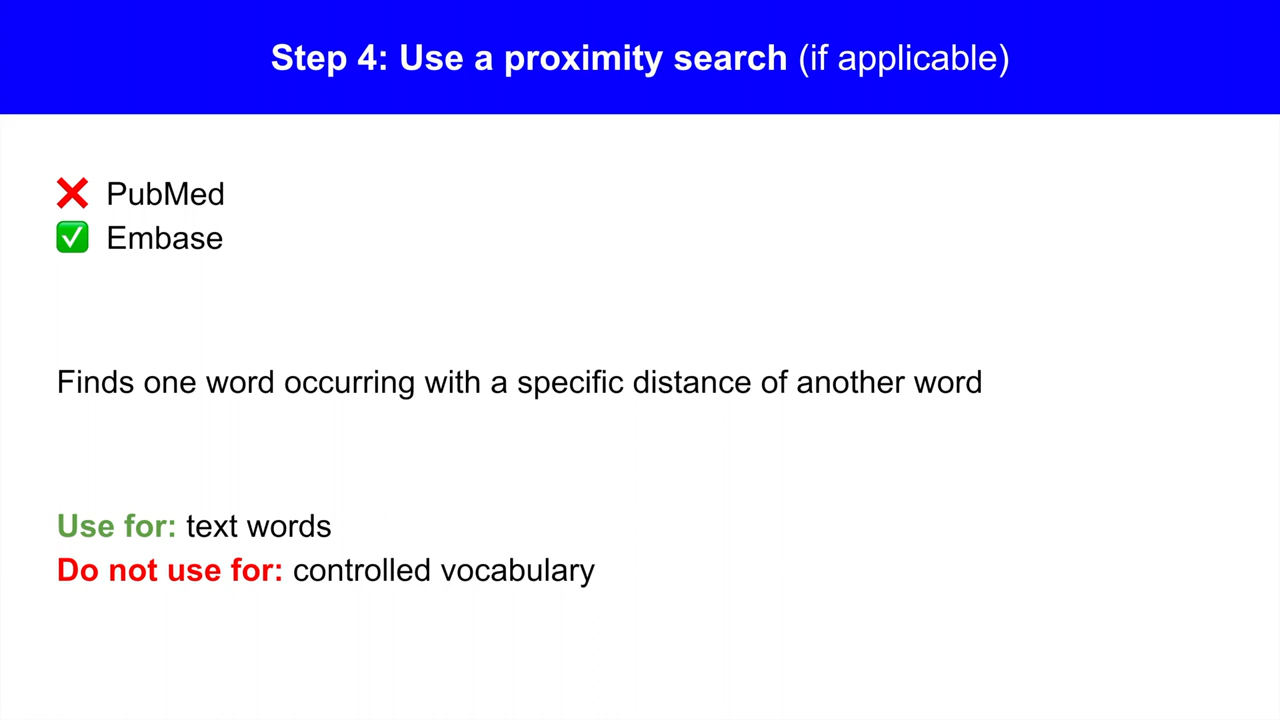 Step 4: Use a proximity search (if applicable)
❌ PubMed
✅ Embase
Finds one word occurring with a specific distance of another word
Use for: text words
Do not use for: controlled vocabulary